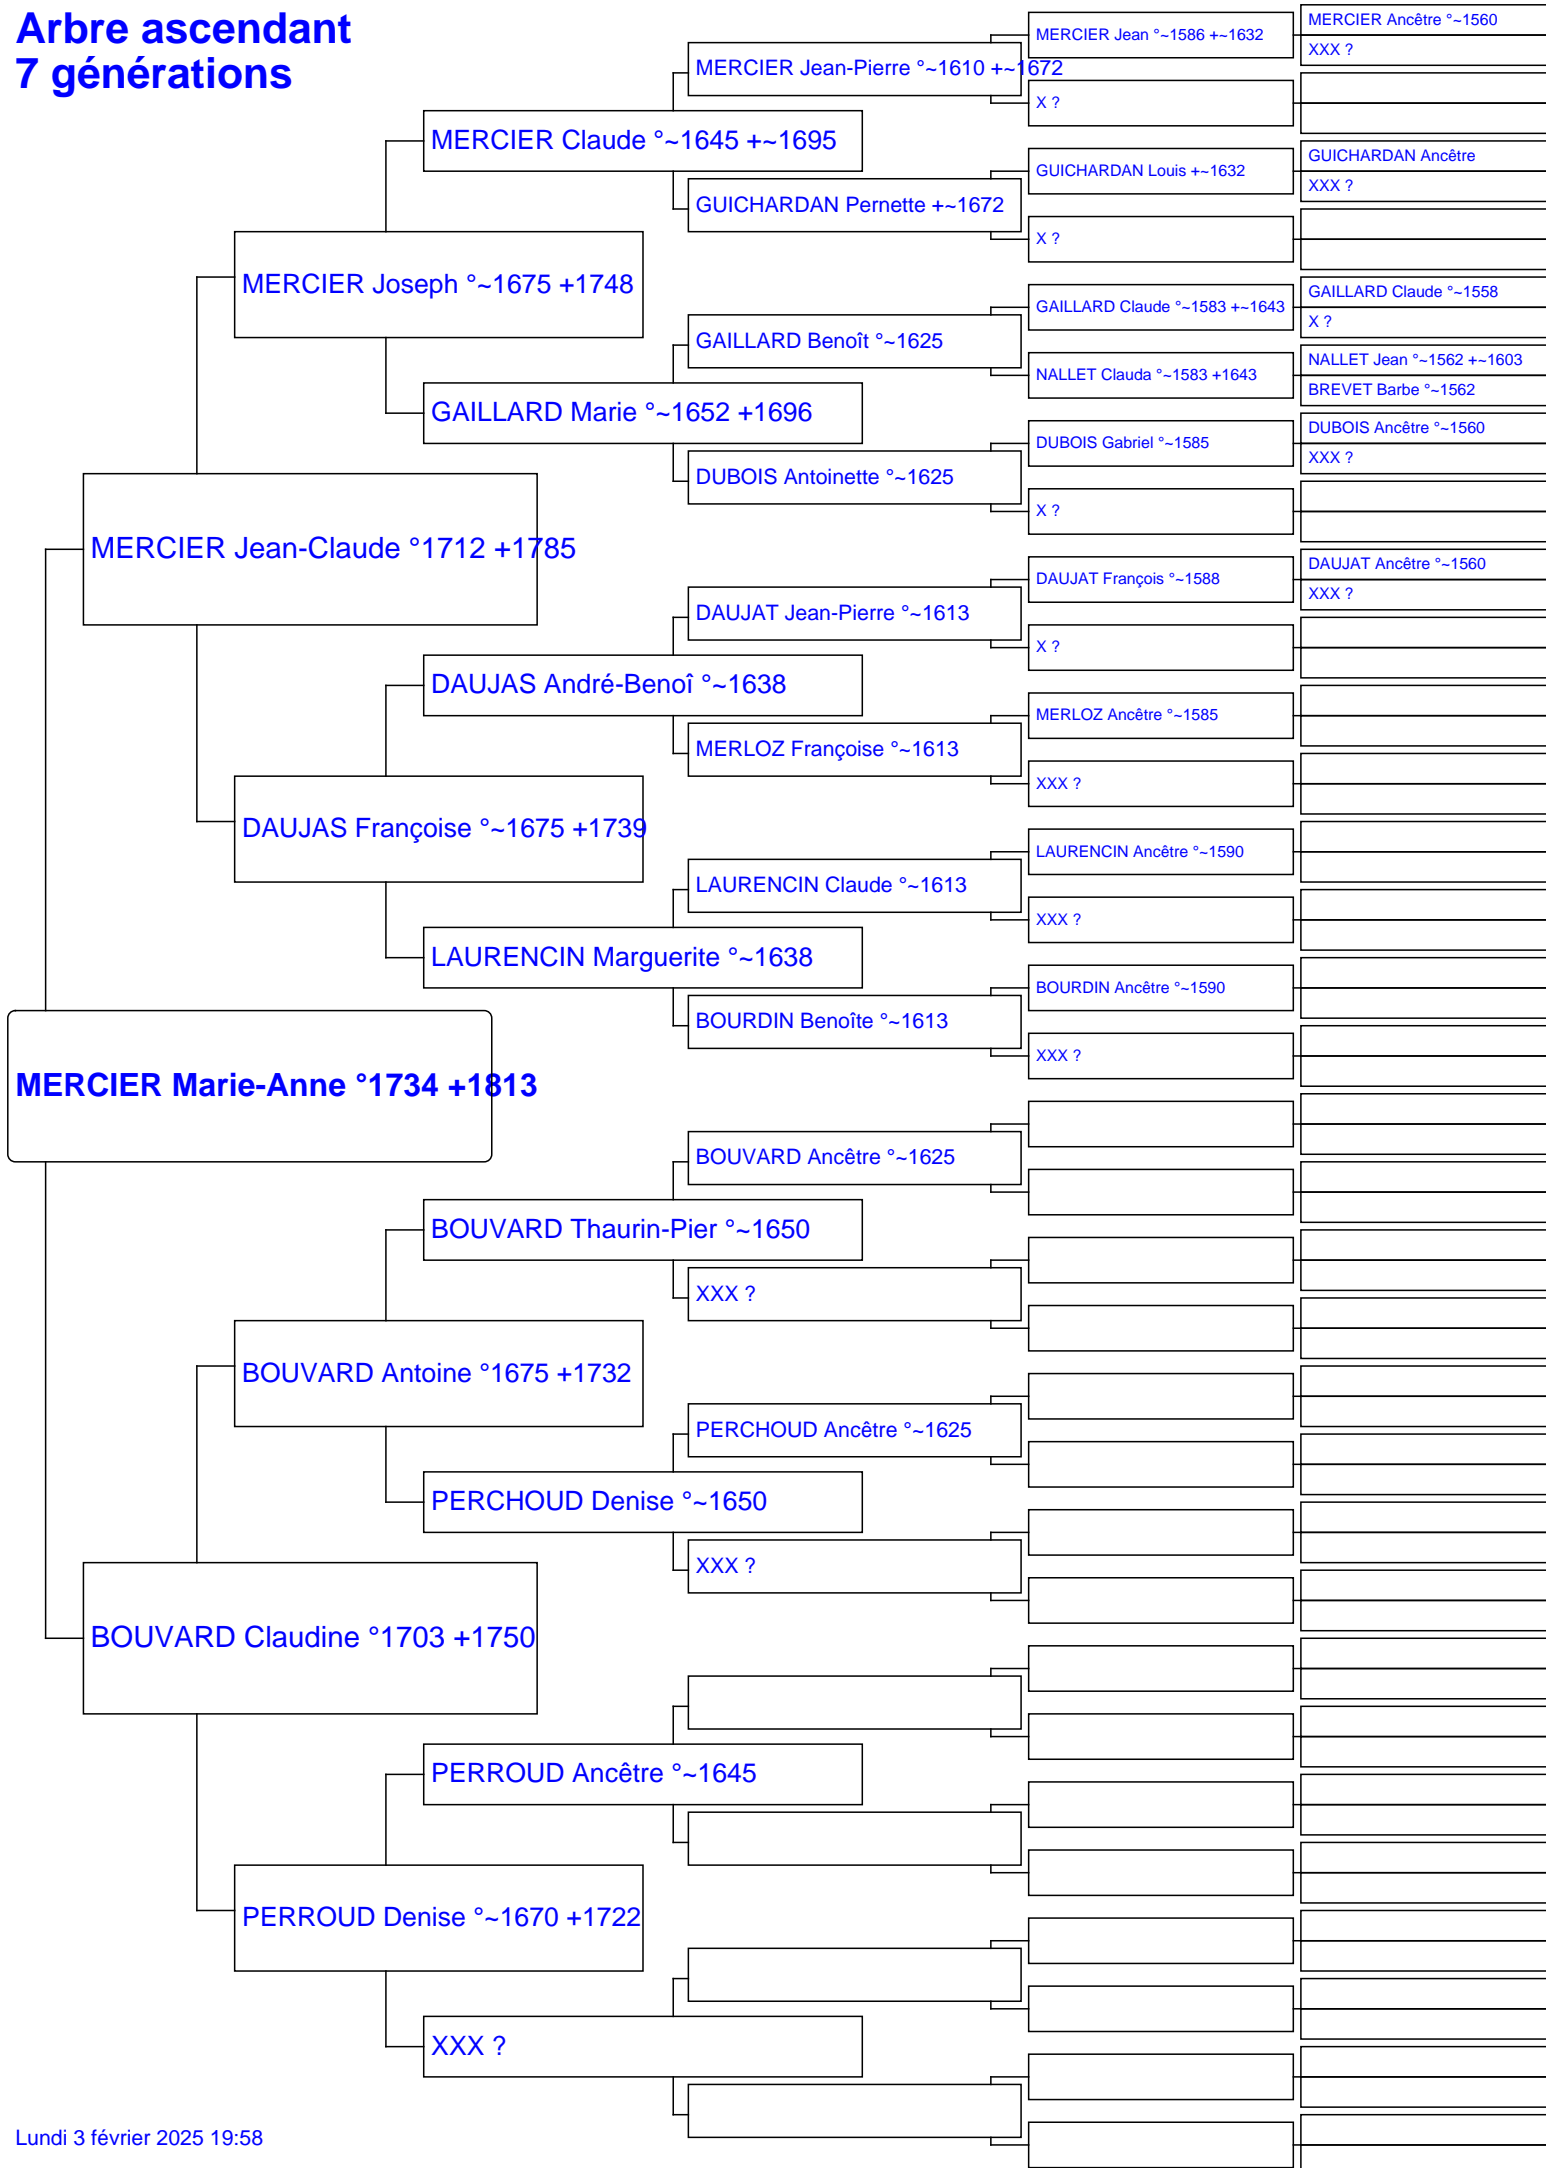 Arbre ascendant
7 générations
MERCIER Jean °~1586 +~1632
MERCIER Ancêtre °~1560
XXX ?
MERCIER Jean-Pierre °~1610 +~1672
X ?
MERCIER Claude °~1645 +~1695
GUICHARDAN Louis +~1632
GUICHARDAN Ancêtre
XXX ?
GUICHARDAN Pernette +~1672
X ?
MERCIER Joseph °~1675 +1748
GAILLARD Claude °~1583 +~1643
GAILLARD Claude °~1558
X ?
GAILLARD Benoît °~1625
NALLET Clauda °~1583 +1643
NALLET Jean °~1562 +~1603
BREVET Barbe °~1562
GAILLARD Marie °~1652 +1696
DUBOIS Gabriel °~1585
DUBOIS Ancêtre °~1560
XXX ?
DUBOIS Antoinette °~1625
X ?
MERCIER Jean-Claude °1712 +1785
DAUJAT François °~1588
DAUJAT Ancêtre °~1560
XXX ?
DAUJAT Jean-Pierre °~1613
X ?
DAUJAS André-Benoî °~1638
MERLOZ Ancêtre °~1585
MERLOZ Françoise °~1613
XXX ?
DAUJAS Françoise °~1675 +1739
LAURENCIN Ancêtre °~1590
LAURENCIN Claude °~1613
XXX ?
LAURENCIN Marguerite °~1638
BOURDIN Ancêtre °~1590
BOURDIN Benoîte °~1613
XXX ?
MERCIER Marie-Anne °1734 +1813
BOUVARD Ancêtre °~1625
BOUVARD Thaurin-Pier °~1650
XXX ?
BOUVARD Antoine °1675 +1732
PERCHOUD Ancêtre °~1625
PERCHOUD Denise °~1650
XXX ?
BOUVARD Claudine °1703 +1750
PERROUD Ancêtre °~1645
PERROUD Denise °~1670 +1722
XXX ?
Lundi 3 février 2025 19:58